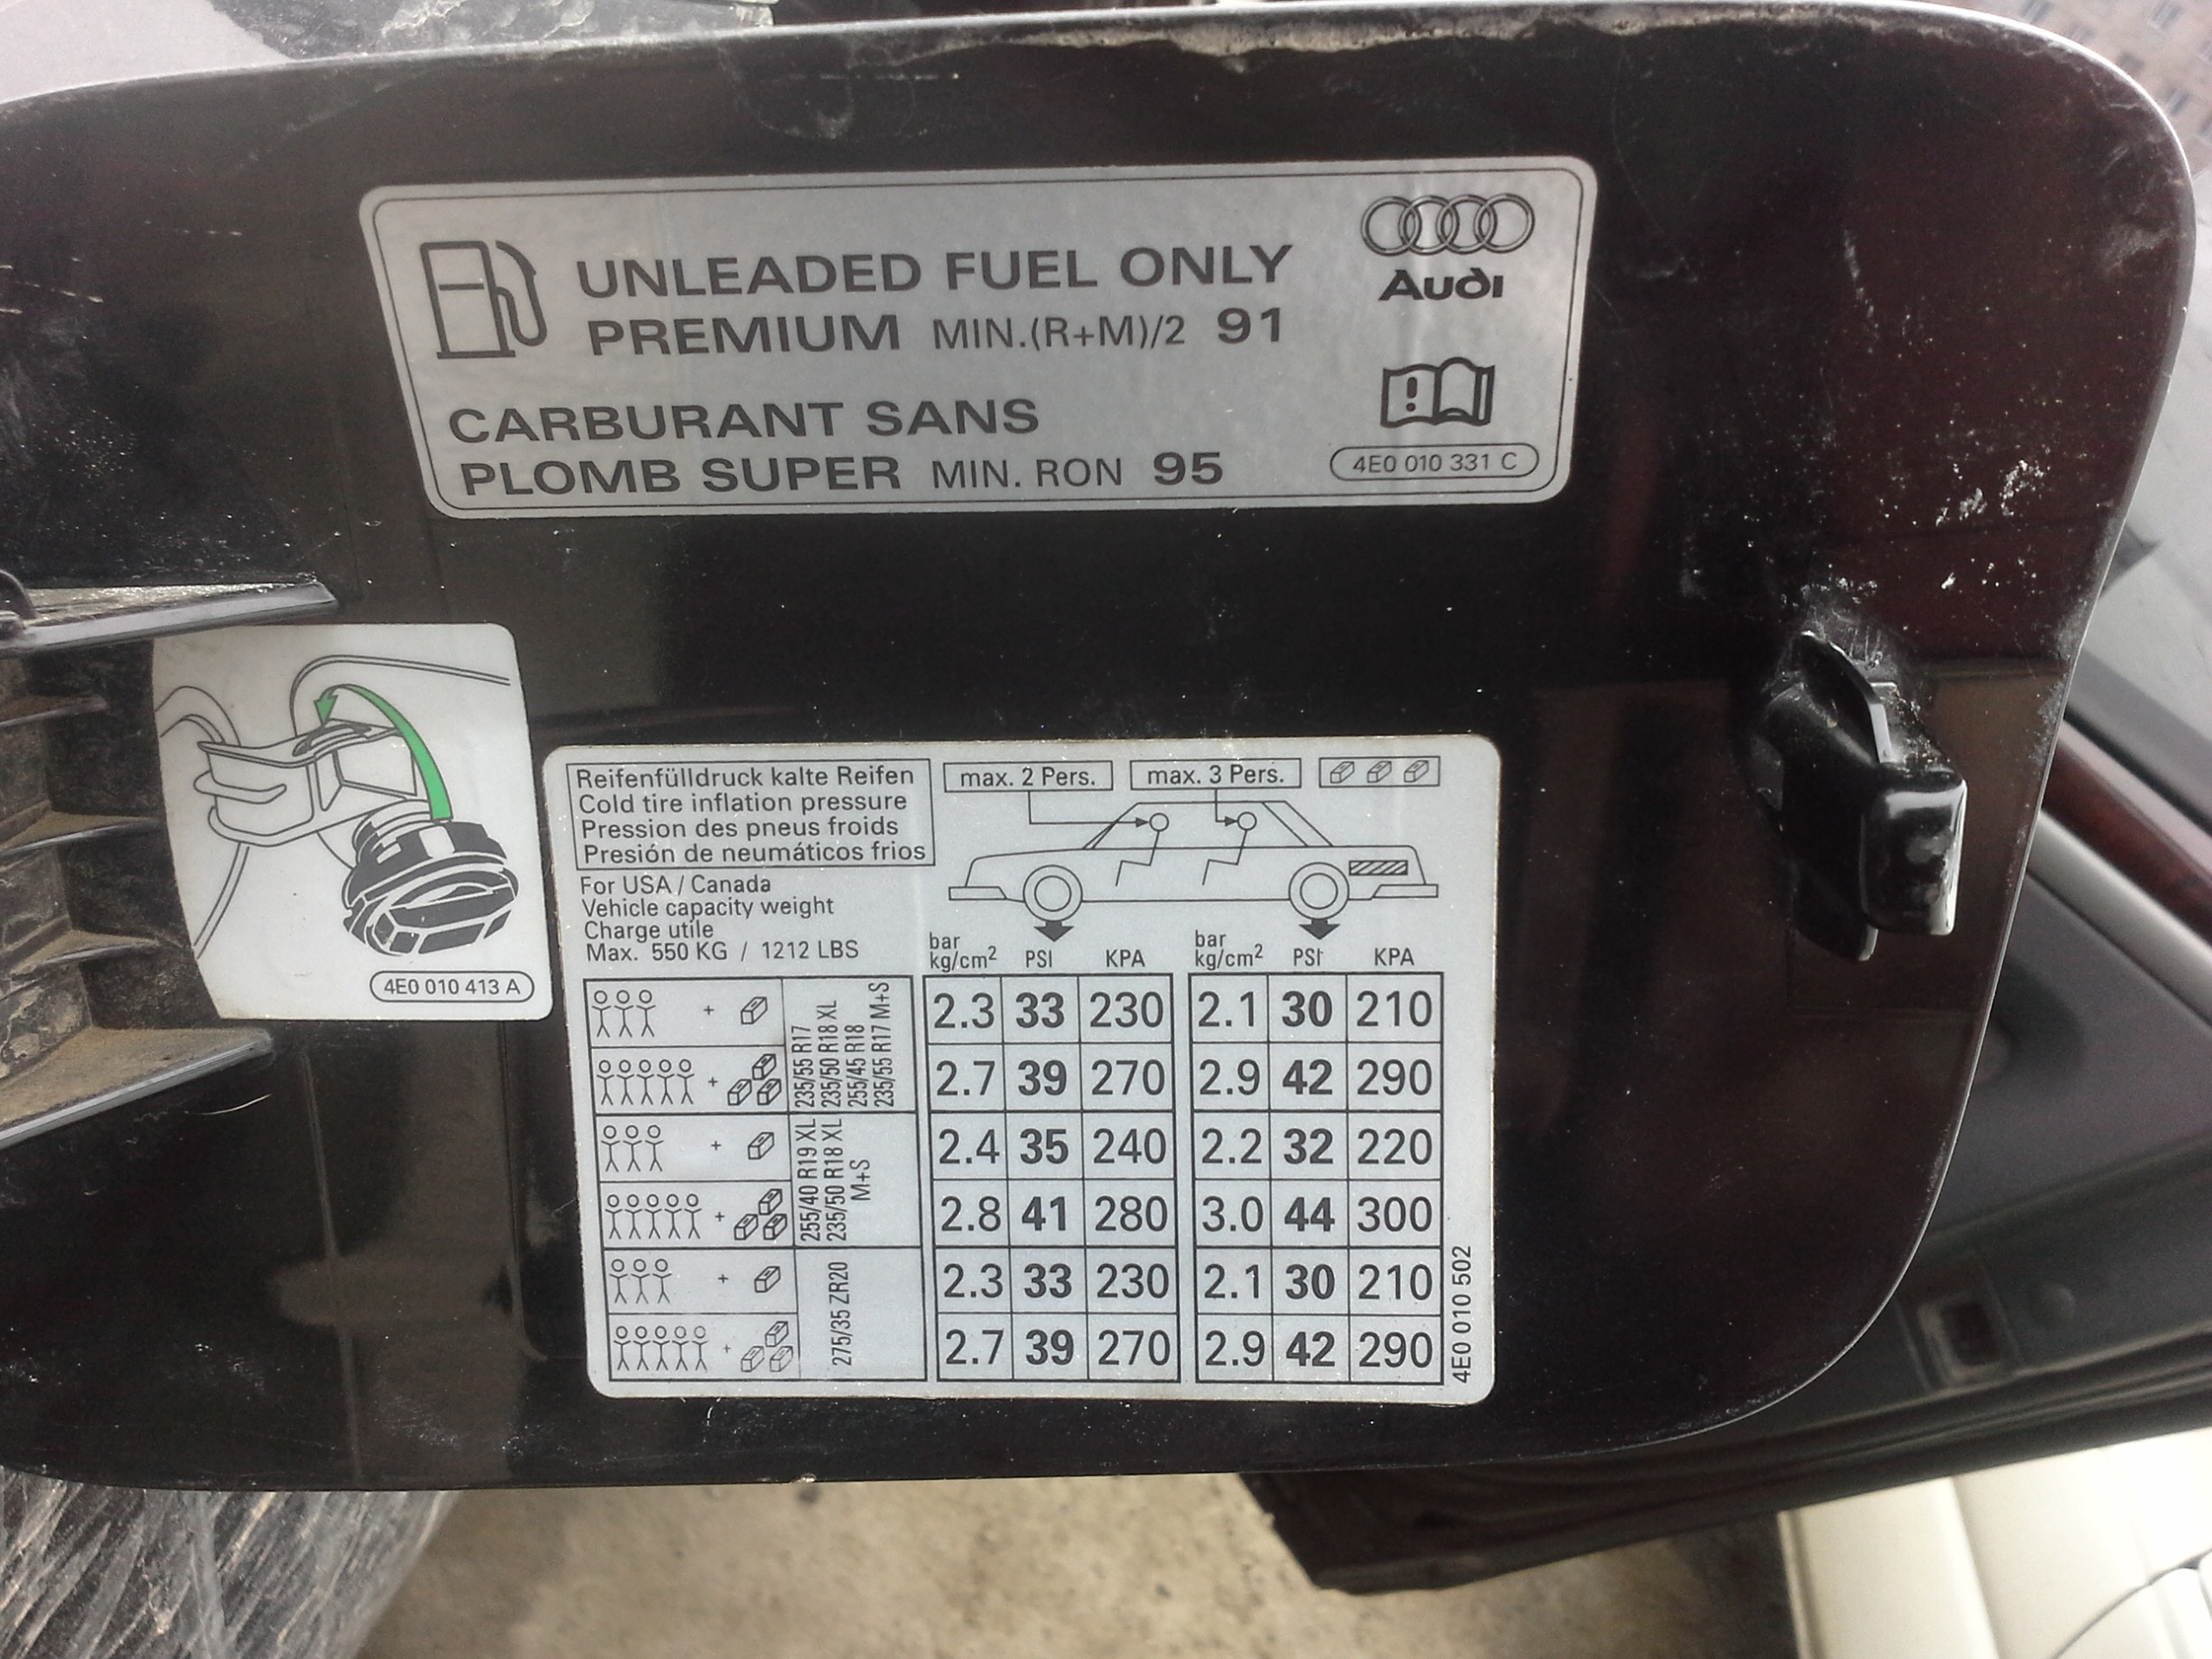 UNLEADED FUEL ONLY
PREMIUM MIN.(R+M)/2 91
CARBURANT SANS
PLOMB SUPER MIN. RON 95
Audi
4E0 010 331 C
4E0 010 413 A
Reifenfülldruck kalte Reifen
Cold tire inflation pressure
Pression des pneus froids
Presión de neumáticos frios
For USA / Canada
Vehicle capacity weight
Charge utile
Max. 550 KG / 1212 LBS
max. 2 Pers. max. 3 Pers.
bar kg/cm² PSI KPA bar kg/cm² PSI KPA
235/55 R17
235/50 R18 XL
255/45 R18
235/55 R17 M+S
+ 2.3 33 230 2.1 30 210
+ 2.7 39 270 2.9 42 290
255/40 R19 XL
235/50 R18 XL
M+S
+ 2.4 35 240 2.2 32 220
+ 2.8 41 280 3.0 44 300
275/35 ZR20
+ 2.3 33 230 2.1 30 210
+ 2.7 39 270 2.9 42 290
4E0 010 502